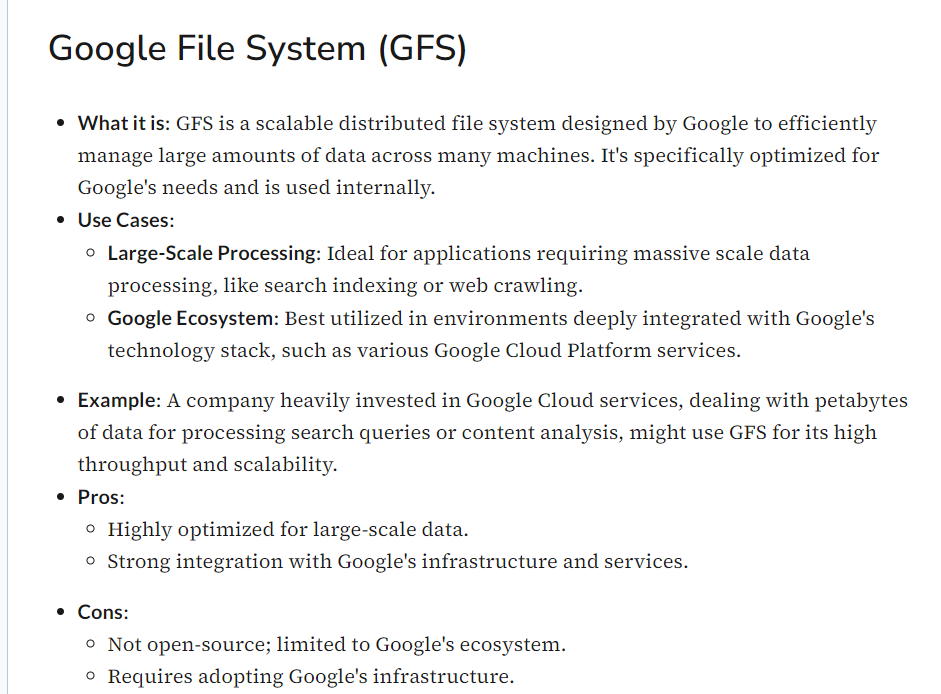 Google File System (GFS)
What it is: GFS is a scalable distributed file system designed by Google to efficiently
manage large amounts of data across many machines. It's specifically optimized for
Google's needs and is used internally.
Use Cases:
Large-Scale Processing: Ideal for applications requiring massive scale data
processing, like search indexing or web crawling.
Google Ecosystem: Best utilized in environments deeply integrated with Google's
technology stack, such as various Google Cloud Platform services.
Example: A company heavily invested in Google Cloud services, dealing with petabytes
of data for processing search queries or content analysis, might use GFS for its high
throughput and scalability.
Pros:
Highly optimized for large-scale data.
Strong integration with Google's infrastructure and services.
Cons:
Not open-source; limited to Google's ecosystem.
Requires adopting Google's infrastructure.